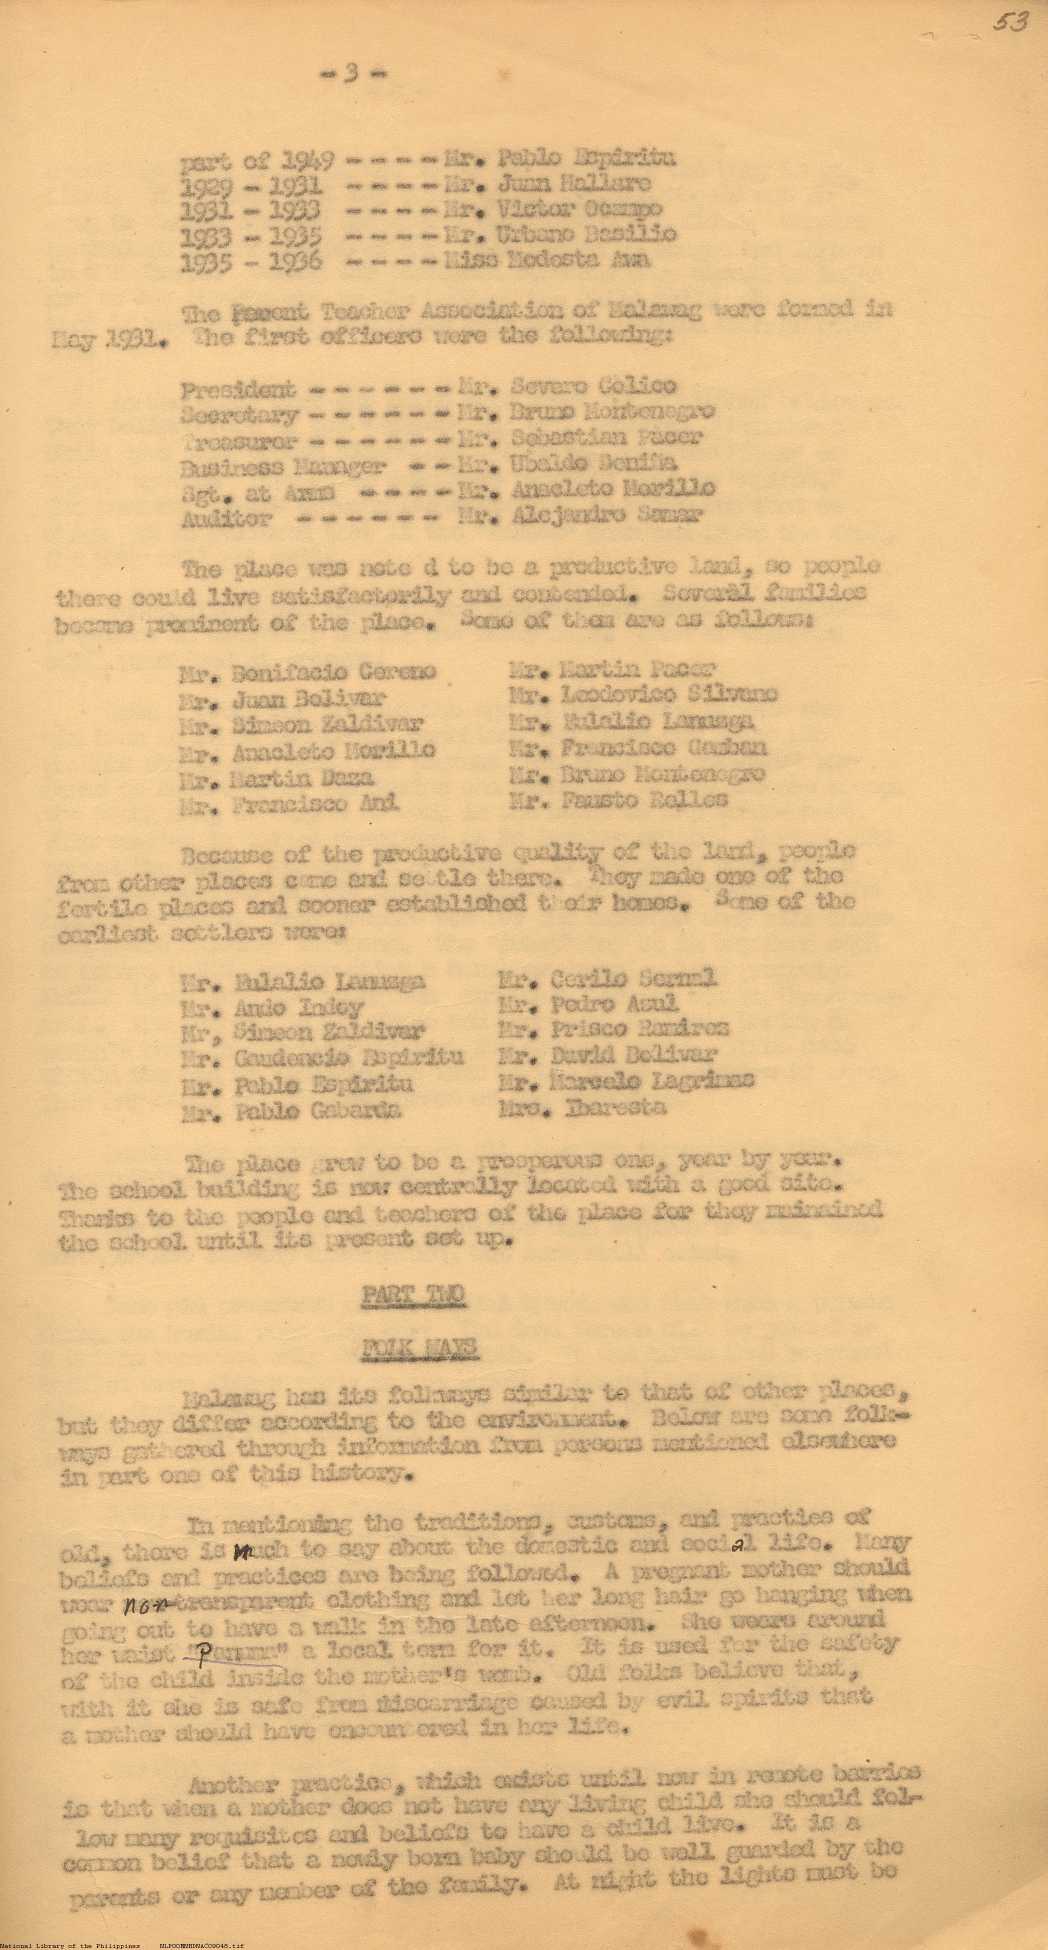 53
- 3 -
part of 1949 - - - - Mr. Pablo Espiritu
1929 - 1931 - - - - Mr. Juan Mallare
1931 - 1933 - - - - Mr. Victor Ocampo
1933 - 1935 - - - - Mr. Urbano Basilio
1935 - 1936 - - - - Miss Modesta Awa
The Parent Teacher Association of Malawag were formed in
May 1931. The first officers were the following:
President - - - - - - Mr. Severo Colico
Secretary - - - - - - Mr. Bruno Montenegro
Treasurer - - - - - - Mr. Sebastian Pacer
Business Manager - - Mr. Ubaldo
Sgt. at Arms - - - - Mr. Anacleto Morillo
Auditor - - - - - - Mr. Alejandro Samar
The place was note d to be a productive land, so people
there could live satisfactorily and contended. Several families
became prominent of the place. Some of them are as follows:
Mr. Bonifacio Cereno Mr. Martin Pacer
Mr. Juan Bolivar Mr. Leodovico Silvano
Mr. Simeon Zaldivar Mr. Eulalio Lanuzga
Mr. Anacleto Morillo Mr. Francisco Garban
Mr. Martin Daza Mr. Bruno Montenegro
Mr. Francisco Ani Mr. Fausto Relles
Because of the productive quality of the land, people
from other places came and settle there. They made one of the
fertile places and sooner established their homes. Some of the
earliest settlers were:
Mr. Eulalio Lanuzga Mr. Cerilo Sernal
Mr. Ando Indoy Mr. Pedro Asul
Mr, Simeon Zaldivar Mr. Prisco Ramirez
Mr. Gaudencio Espiritu Mr. David Bolivar
Mr. Pablo Espiritu Mr. Marcelo Lagrimas
Mr. Pablo Gabarda Mrs. Ibaresta
The place grew to be a prosperous one, year by year.
The school building is now centrally located with a good site.
Thanks to the people and teachers of the place for they mainained
the school until its present set up.
PART TWO
FOLK WAYS
Malawag has its folkways similar to that of other places,
but they differ according to the environment. Below are some folk-
ways gathered through information from persons mentioned elsewhere
in part one of this history.
In mentioning the traditions, customs, and practies of
old, there is much to say about the domestic and social life. Many
beliefs and practices are being followed. A pregnant mother should
wear non-transparent clothing and let her long hair go hanging when
going out to have a walk in the late afternoon. She wears around
her waist a local term for it. It is used for the safety
of the child inside the mother's womb. Old folks believe that,
with it she is safe from miscarriage caused by evil spirits that
a mother should have encountered in her life.
Another practice, which exists until now in remote barrios
is that when a mother does not have any living child she should fol-
low many requisites and beliefs to have a child live. It is a
common belief that a newly born baby should be well guarded by the
parents or any member of the family. At night the lights must be
National Library of the Philippines